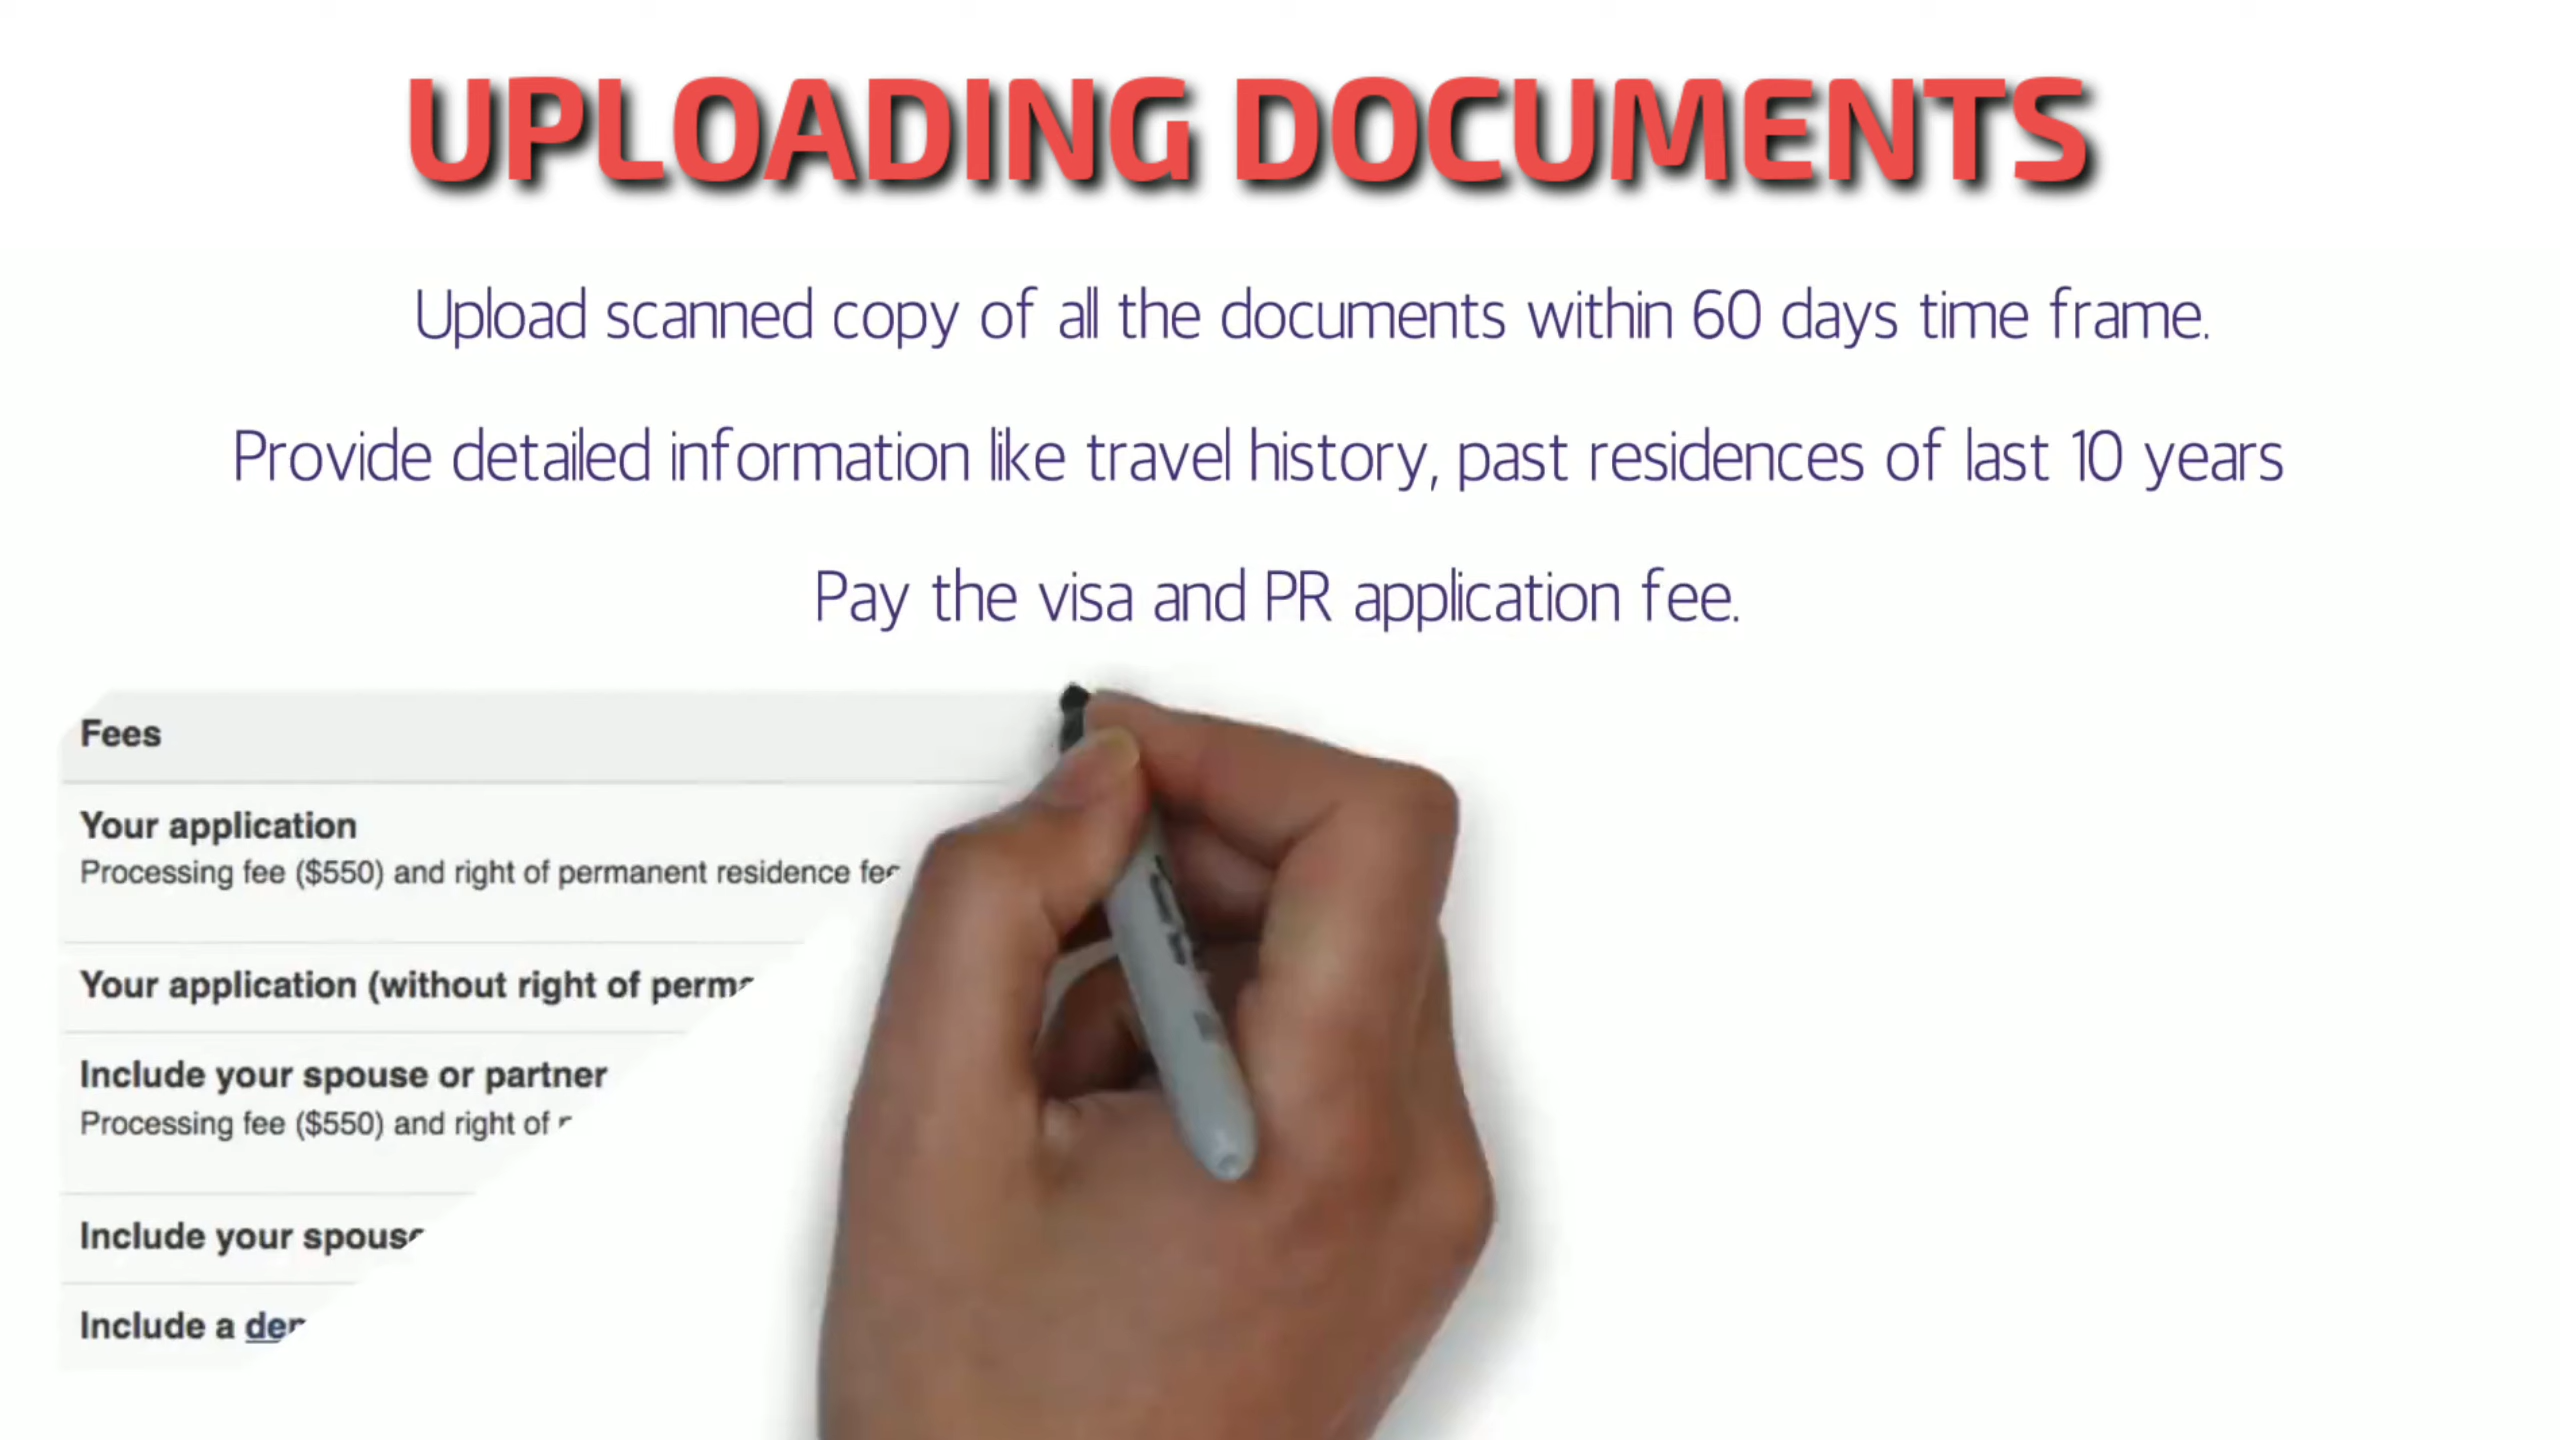 UPLOADING DOCUMENTS
Upload scanned copy of all the documents within 60 days time frame.
Provide detailed information like travel history, past residences of last 10 years
Pay the visa and PR application fee.
Fees
Your application
Processing fee ($550) and right of permanent residence
Your application (without right of
Include your spouse or partner
Processing fee ($550) and right of
Include your
Include a